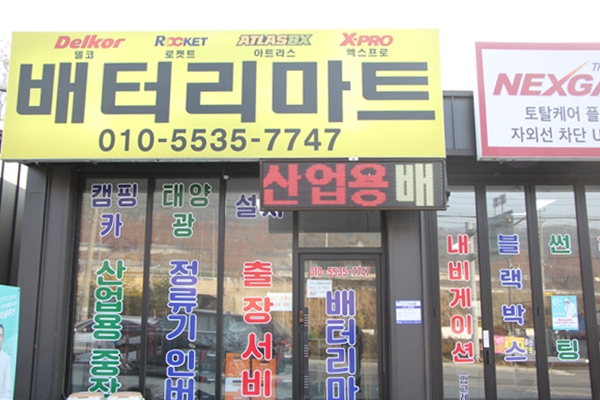 Delkor ROCKET ATLASBX X-PRO
델코 로켓트 아트라스 엑스프로
배터리마트
010-5535-7747
산업용배
NEXGA
토탈케어 플
자외선 차단 U
캠핑카
태양광
설치
010-5535-7747
산업용 중장
정류기 인버
출장서비
배터리마
내비게이션
블랙박스
썬팅